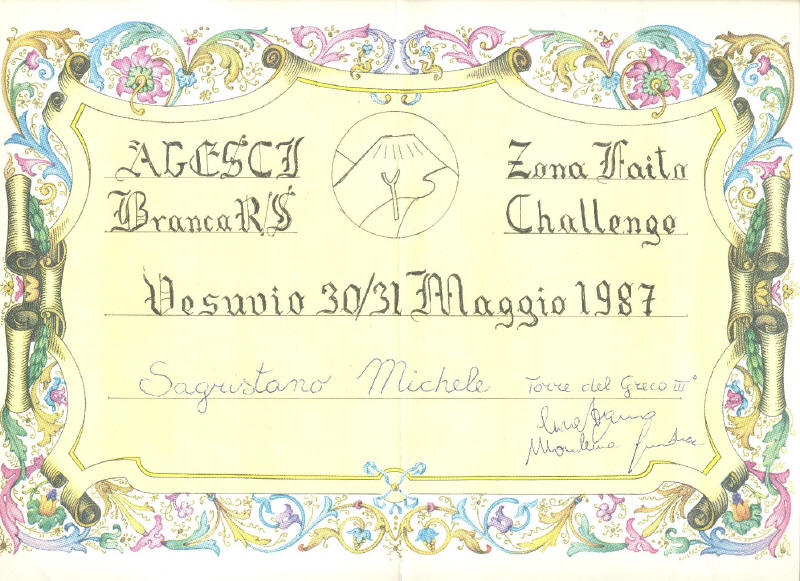 AGESCI
Branca R/S
Zona Faito
Challenge
Vesuvio 30/31 Maggio 1987
Sagristano Michele Torre del Greco III°